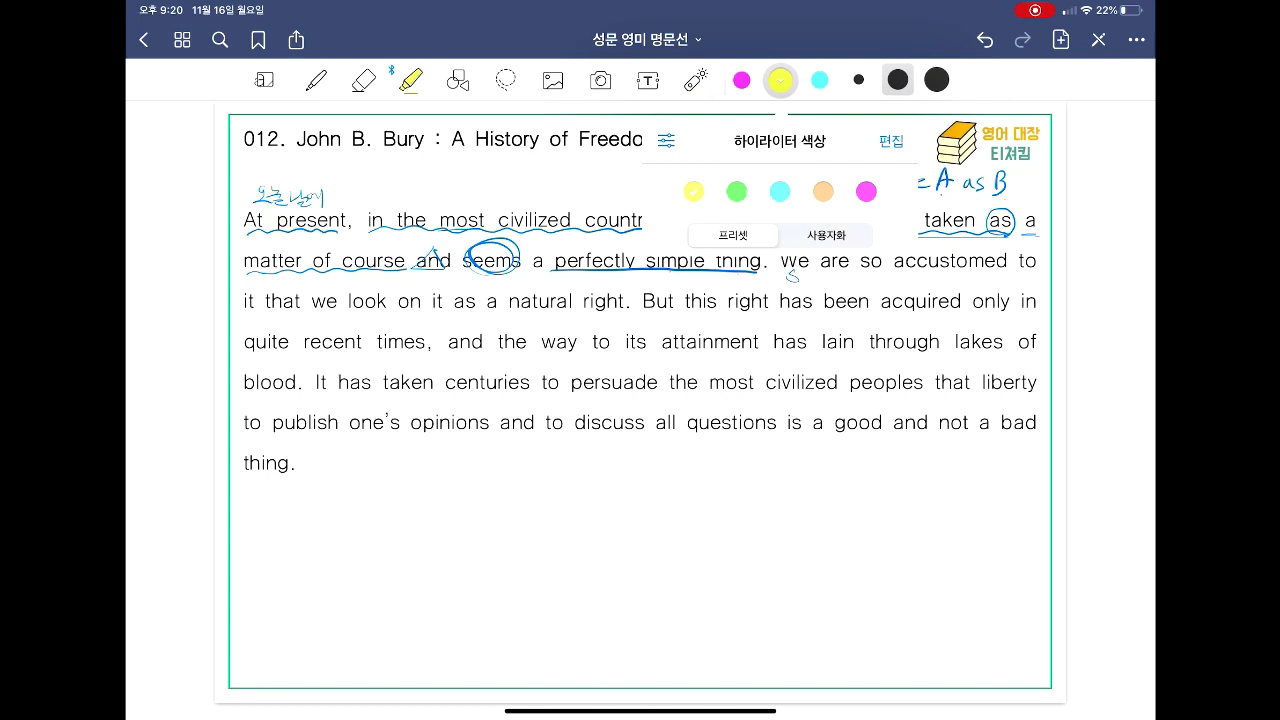 오후 9:20 11월 16일 월요일
22%
성문 영미 명문선
012. John B. Bury : A History of Freedo
하이라이터 색상
편집
영어 대장
티쳐킴
오늘날에
= A as B
At present, in the most civilized countr taken as a
프리셋 사용자화
matter of course and seems a perfectly simple thing. We are so accustomed to
S
it that we look on it as a natural right. But this right has been acquired only in
quite recent times, and the way to its attainment has lain through lakes of
blood. It has taken centuries to persuade the most civilized peoples that liberty
to publish one's opinions and to discuss all questions is a good and not a bad
thing.